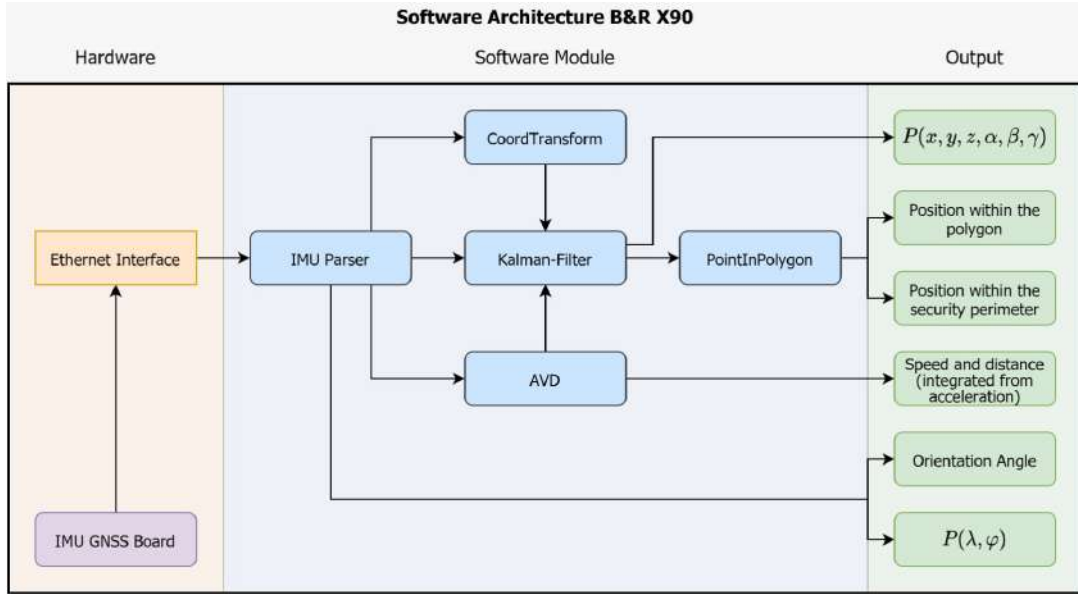 Software Architecture B&R X90
Hardware
Software Module
Output
CoordTransform
P(x, y, z, α, β, γ)
Position within the
polygon
Ethernet Interface
IMU Parser
Kalman-Filter
PointInPolygon
Position within the
security perimeter
AVD
Speed and distance
(integrated from
acceleration)
Orientation Angle
IMU GNSS Board
P(λ, φ)